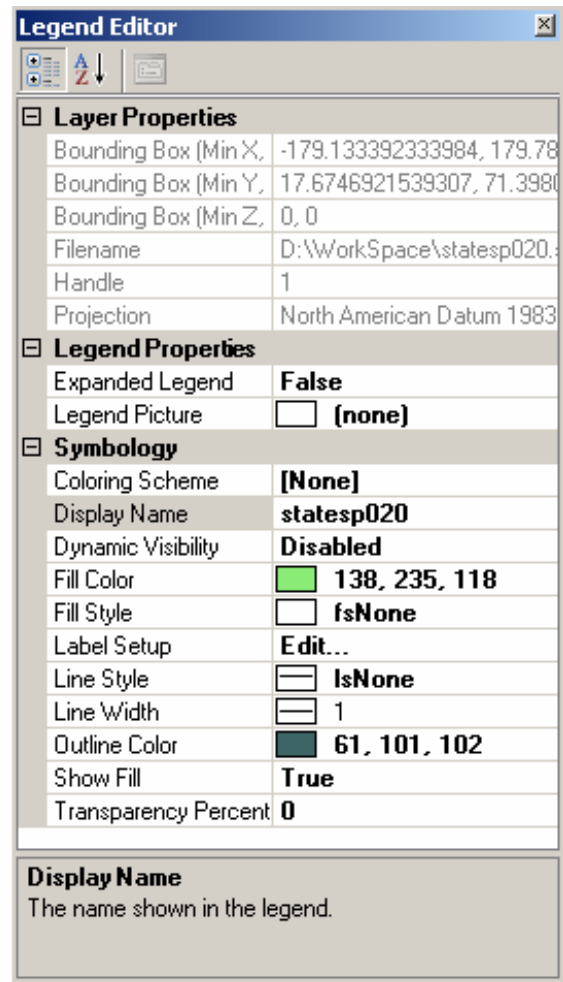 Legend Editor
Layer Properties
Bounding Box (Min X, -179.133392333984, 179.78
Bounding Box (Min Y, 17.6746921539307, 71.3980
Bounding Box (Min Z, 0, 0
Filename D:\WorkSpace\statesp020.
Handle 1
Projection North American Datum 1983
Legend Properties
Expanded Legend False
Legend Picture (none)
Symbology
Coloring Scheme [None]
Display Name statesp020
Dynamic Visibility Disabled
Fill Color 138, 235, 118
Fill Style fsNone
Label Setup Edit...
Line Style lsNone
Line Width 1
Outline Color 61, 101, 102
Show Fill True
Transparency Percent 0
Display Name
The name shown in the legend.